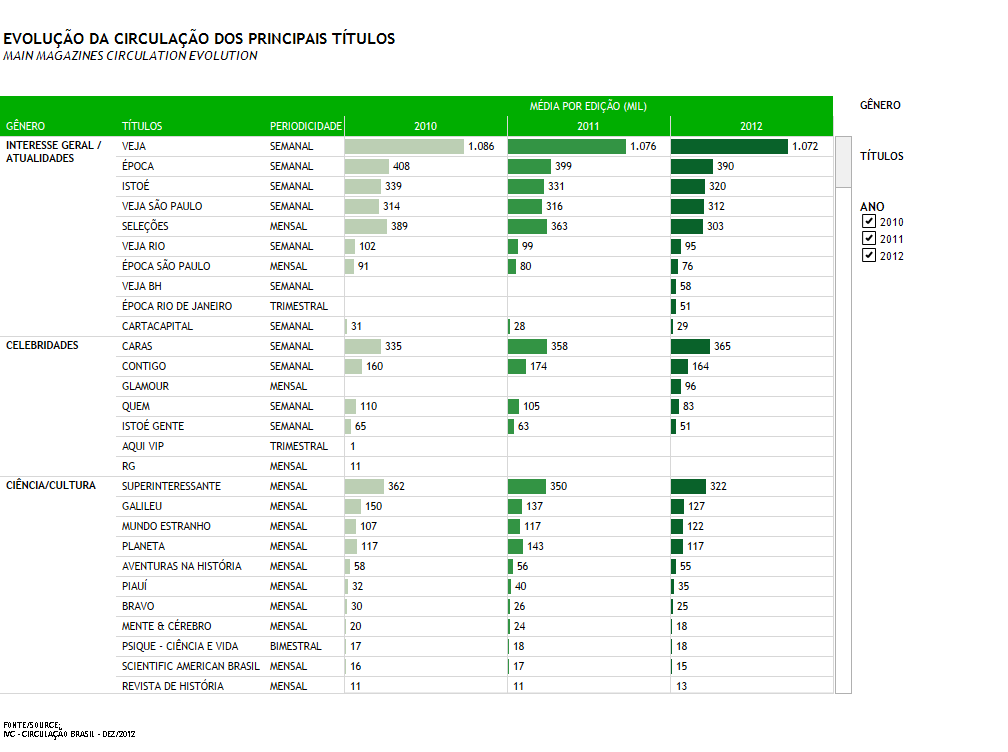 EVOLUÇÃO DA CIRCULAÇÃO DOS PRINCIPAIS TÍTULOS
MAIN MAGAZINES CIRCULATION EVOLUTION
MÉDIA POR EDIÇÃO (MIL)
GÊNERO TÍTULOS PERIODICIDADE 2010 2011 2012
INTERESSE GERAL / ATUALIDADES
VEJA SEMANAL 1.086 1.076 1.072
ÉPOCA SEMANAL 408 399 390
ISTOÉ SEMANAL 339 331 320
VEJA SÃO PAULO SEMANAL 314 316 312
SELEÇÕES MENSAL 389 363 303
VEJA RIO SEMANAL 102 99 95
ÉPOCA SÃO PAULO MENSAL 91 80 76
VEJA BH SEMANAL 58
ÉPOCA RIO DE JANEIRO TRIMESTRAL 51
CARTACAPITAL SEMANAL 31 28 29
CELEBRIDADES CARAS SEMANAL 335 358 365
CONTIGO SEMANAL 160 174 164
GLAMOUR MENSAL 96
QUEM SEMANAL 110 105 83
ISTOÉ GENTE SEMANAL 65 63 51
AQUI VIP TRIMESTRAL 1
RG MENSAL 11
CIÊNCIA/CULTURA SUPERINTERESSANTE MENSAL 362 350 322
GALILEU MENSAL 150 137 127
MUNDO ESTRANHO MENSAL 107 117 122
PLANETA MENSAL 117 143 117
AVENTURAS NA HISTÓRIA MENSAL 58 56 55
PIAUÍ MENSAL 32 40 35
BRAVO MENSAL 30 26 25
MENTE & CÉREBRO MENSAL 20 24 18
PSIQUE - CIÊNCIA E VIDA BIMESTRAL 17 18 18
SCIENTIFIC AMERICAN BRASIL MENSAL 16 17 15
REVISTA DE HISTÓRIA MENSAL 11 11 13
GÊNERO
TÍTULOS
ANO
2010
2011
2012
FONTE/SOURCE:
IVC - CIRCULAÇÃO BRASIL - DEZ/2012